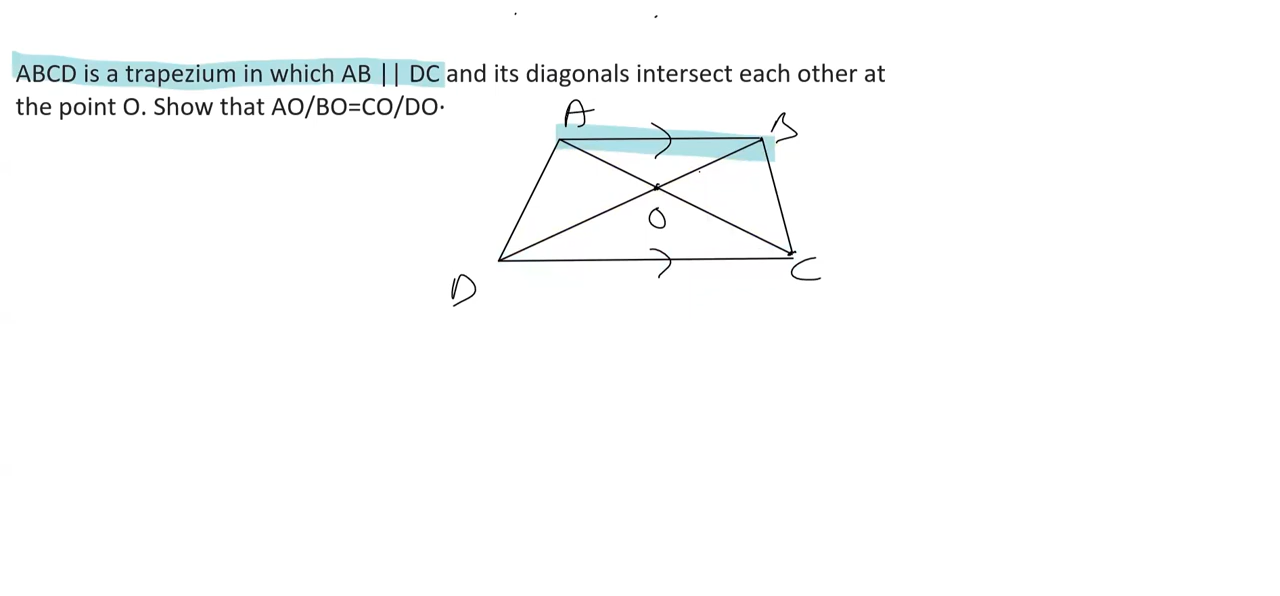 ABCD is a trapezium in which AB || DC and its diagonals intersect each other at
the point O. Show that AO/BO=CO/DO·
A
B
O
D
C